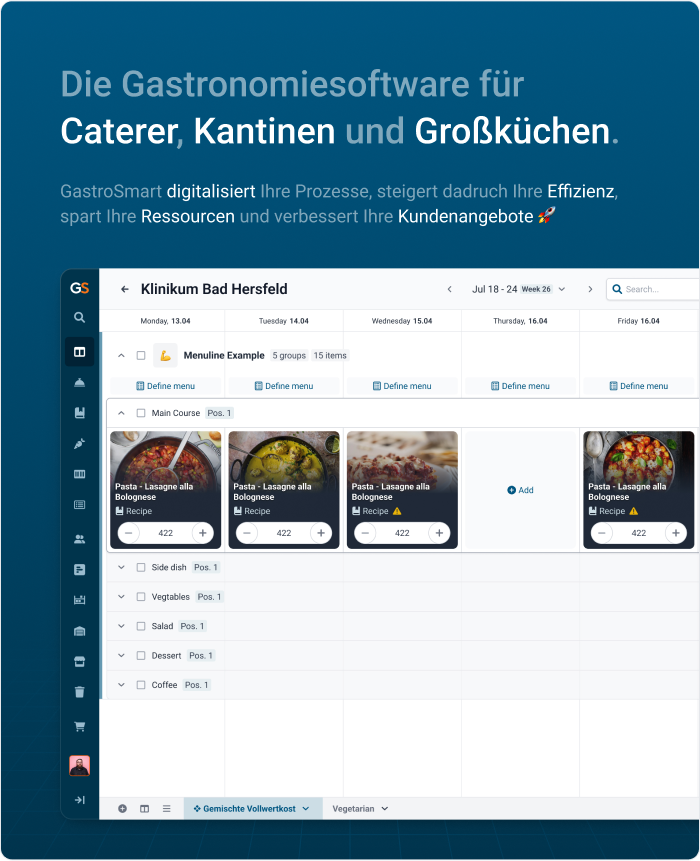 Die Gastronomiesoftware für
Caterer, Kantinen und Großküchen.
GastroSmart digitalisiert Ihre Prozesse, steigert dadruch Ihre Effizienz,
spart Ihre Ressourcen und verbessert Ihre Kundenangebote 🚀
GS
Klinikum Bad Hersfeld
Jul 18 - 24 Week 26
Search...
Monday, 13.04 Tuesday 14.04 Wednesday 15.04 Thursday, 16.04 Friday 16.04
Menuline Example 5 groups 15 items
Define menu Define menu Define menu Define menu Define menu
Main Course Pos. 1
Pasta - Lasagne alla Bolognese
Recipe
422
Pasta - Lasagne alla Bolognese
Recipe
422
Pasta - Lasagne alla Bolognese
Recipe
422
Add
Pasta - Lasagne alla Bolognese
Recipe
422
Side dish Pos. 1
Vegtables Pos. 1
Salad Pos. 1
Dessert Pos. 1
Coffee Pos. 1
Gemischte Vollwertkost Vegetarian